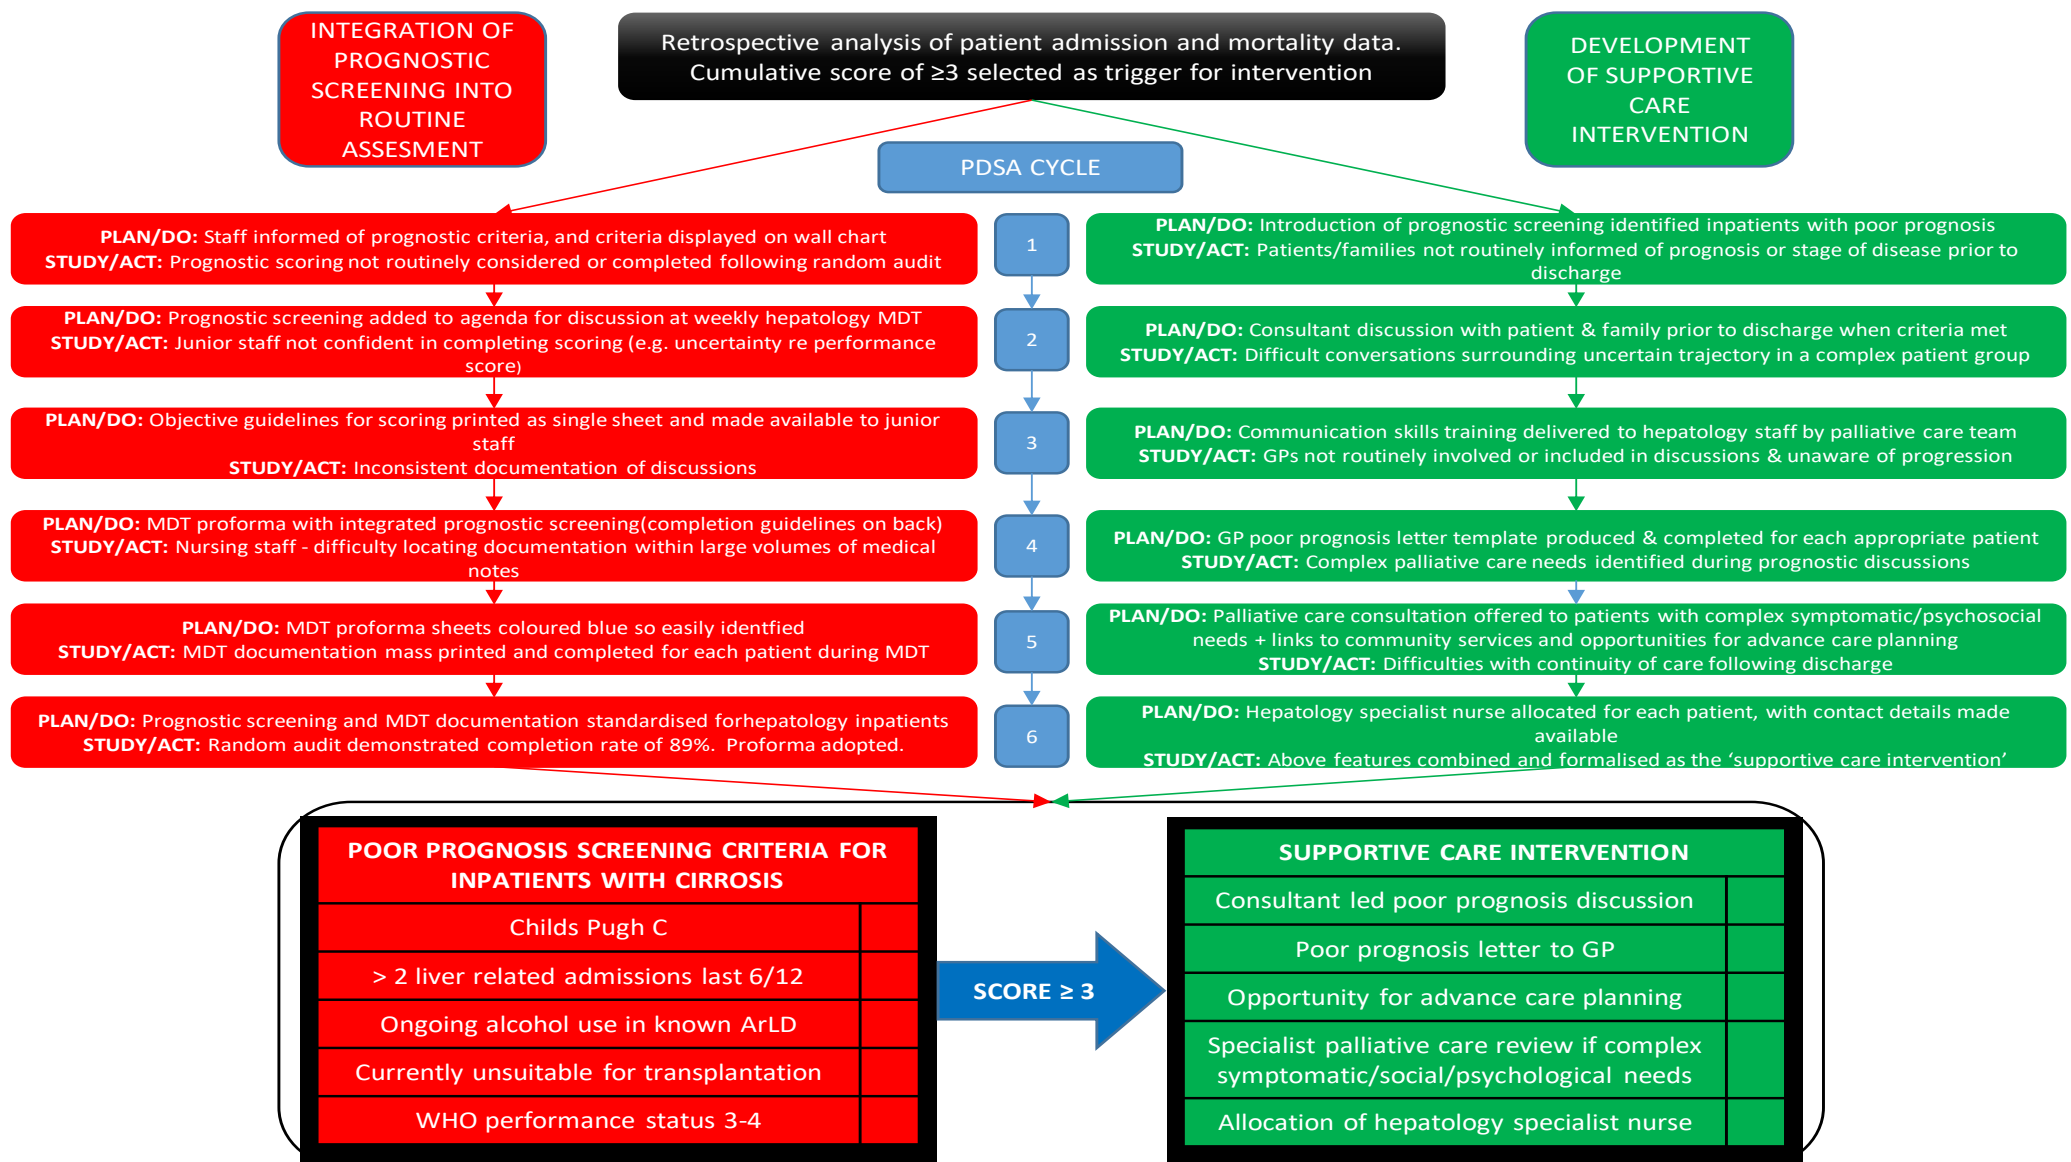 INTEGRATION OF
PROGNOSTIC
SCREENING INTO
ROUTINE
ASSESMENT
Retrospective analysis of patient admission and mortality data.
Cumulative score of ≥3 selected as trigger for intervention
DEVELOPMENT
OF SUPPORTIVE
CARE
INTERVENTION
PDSA CYCLE
PLAN/DO: Staff informed of prognostic criteria, and criteria displayed on wall chart
STUDY/ACT: Prognostic scoring not routinely considered or completed following random audit
1
PLAN/DO: Introduction of prognostic screening identified inpatients with poor prognosis
STUDY/ACT: Patients/families not routinely informed of prognosis or stage of disease prior to
discharge
PLAN/DO: Prognostic screening added to agenda for discussion at weekly hepatology MDT
STUDY/ACT: Junior staff not confident in completing scoring (e.g. uncertainty re performance
score)
2
PLAN/DO: Consultant discussion with patient & family prior to discharge when criteria met
STUDY/ACT: Difficult conversations surrounding uncertain trajectory in a complex patient group
PLAN/DO: Objective guidelines for scoring printed as single sheet and made available to junior
staff
STUDY/ACT: Inconsistent documentation of discussions
3
PLAN/DO: Communication skills training delivered to hepatology staff by palliative care team
STUDY/ACT: GPs not routinely involved or included in discussions & unaware of progression
PLAN/DO: MDT proforma with integrated prognostic screening(completion guidelines on back)
STUDY/ACT: Nursing staff - difficulty locating documentation within large volumes of medical
notes
4
PLAN/DO: GP poor prognosis letter template produced & completed for each appropriate patient
STUDY/ACT: Complex palliative care needs identified during prognostic discussions
PLAN/DO: MDT proforma sheets coloured blue so easily identfied
STUDY/ACT: MDT documentation mass printed and completed for each patient during MDT
5
PLAN/DO: Palliative care consultation offered to patients with complex symptomatic/psychosocial
needs + links to community services and opportunities for advance care planning
STUDY/ACT: Difficulties with continuity of care following discharge
PLAN/DO: Prognostic screening and MDT documentation standardised forhepatology inpatients
STUDY/ACT: Random audit demonstrated completion rate of 89%. Proforma adopted.
6
PLAN/DO: Hepatology specialist nurse allocated for each patient, with contact details made
available
STUDY/ACT: Above features combined and formalised as the ‘supportive care intervention’
POOR PROGNOSIS SCREENING CRITERIA FOR
INPATIENTS WITH CIRROSIS
Childs Pugh C
> 2 liver related admissions last 6/12
Ongoing alcohol use in known ArLD
Currently unsuitable for transplantation
WHO performance status 3-4
SCORE ≥ 3
SUPPORTIVE CARE INTERVENTION
Consultant led poor prognosis discussion
Poor prognosis letter to GP
Opportunity for advance care planning
Specialist palliative care review if complex
symptomatic/social/psychological needs
Allocation of hepatology specialist nurse